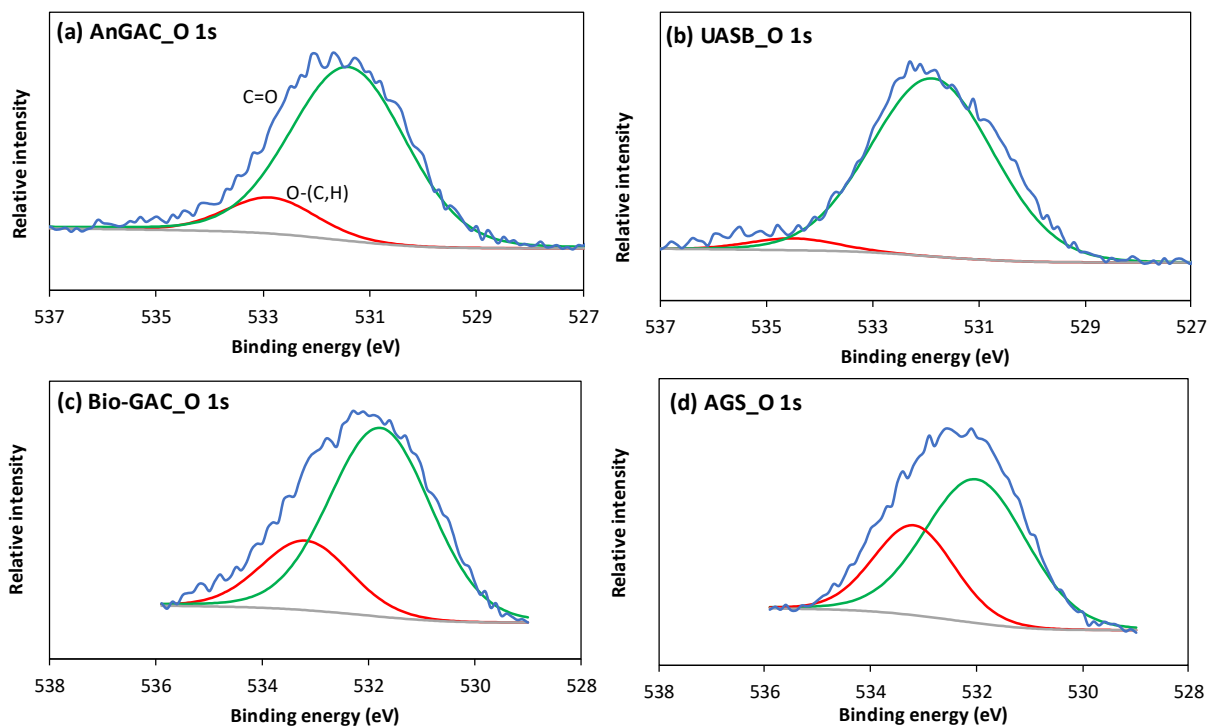 (a) AnGAC_O 1s
C=O
O-(C,H)
Relative intensity
537 535 533 531 529 527
Binding energy (eV)
(b) UASB_O 1s
Relative intensity
537 535 533 531 529 527
Binding energy (eV)
(c) Bio-GAC_O 1s
Relative intensity
538 536 534 532 530 528
Binding energy (eV)
(d) AGS_O 1s
Relative intensity
538 536 534 532 530 528
Binding energy (eV)